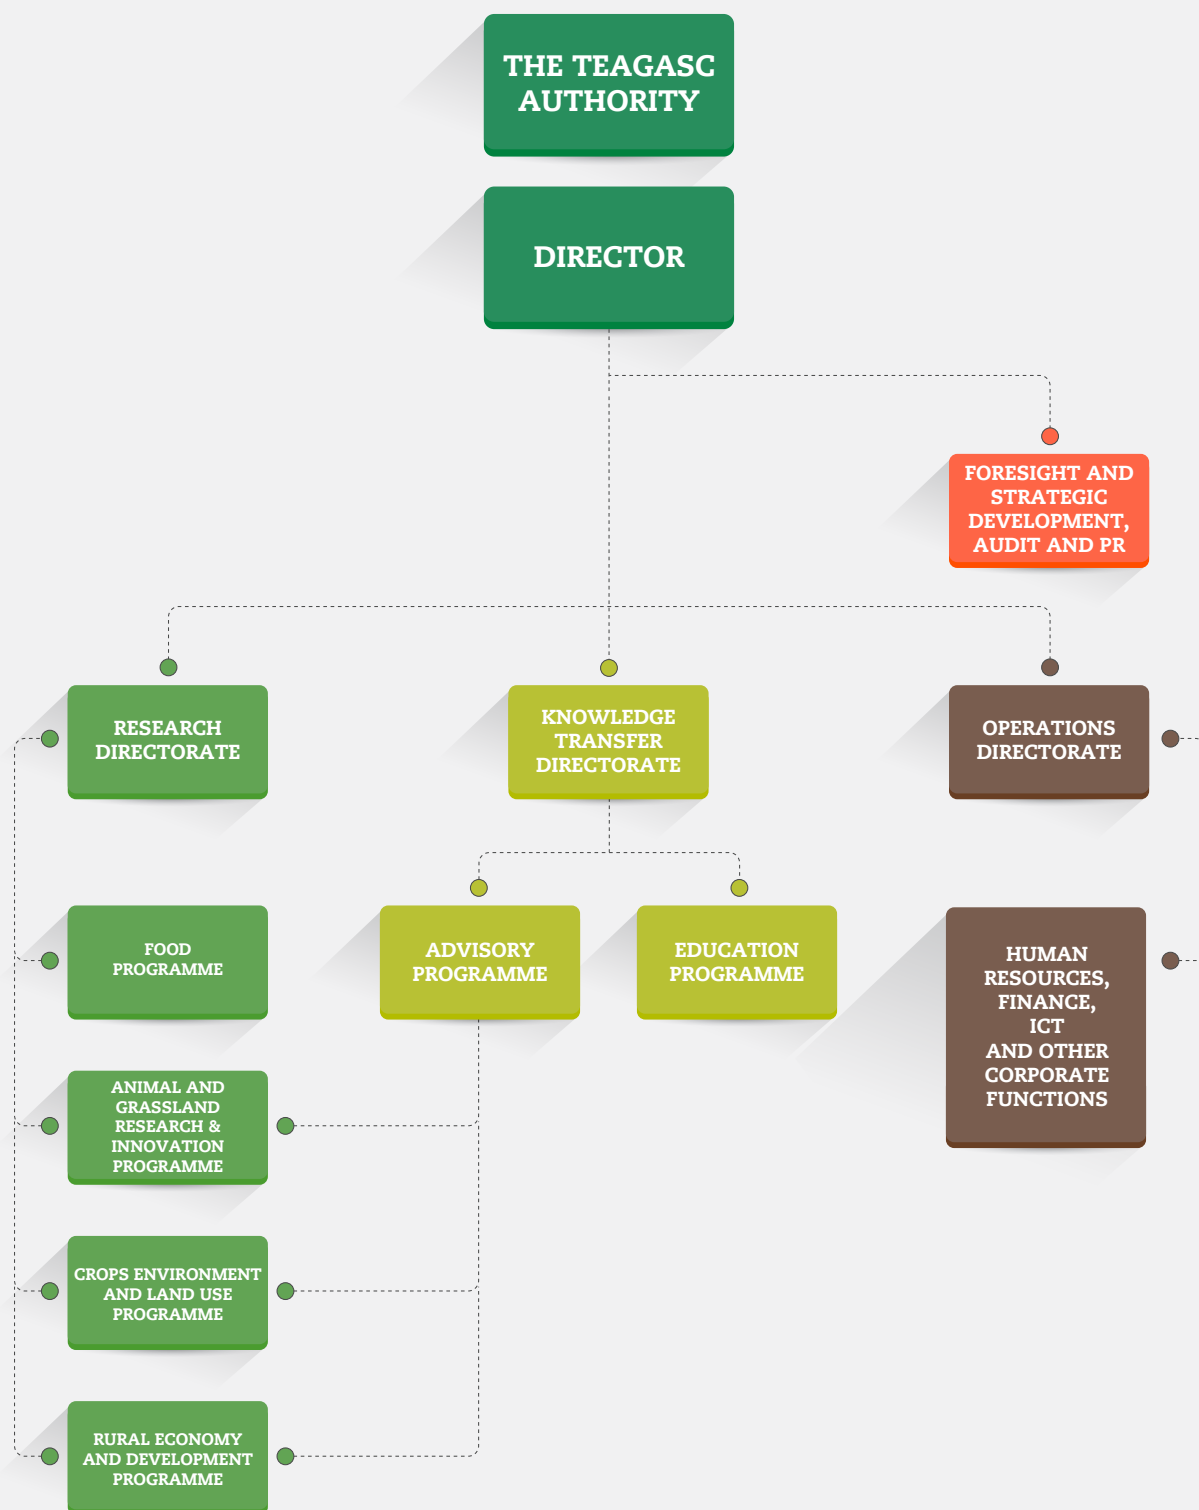 THE TEAGASC
AUTHORITY
DIRECTOR
FORESIGHT AND
STRATEGIC
DEVELOPMENT,
AUDIT AND PR
RESEARCH
DIRECTORATE
KNOWLEDGE
TRANSFER
DIRECTORATE
OPERATIONS
DIRECTORATE
FOOD
PROGRAMME
ADVISORY
PROGRAMME
EDUCATION
PROGRAMME
HUMAN
RESOURCES,
FINANCE,
ICT
AND OTHER
CORPORATE
FUNCTIONS
ANIMAL AND
GRASSLAND
RESEARCH &
INNOVATION
PROGRAMME
CROPS ENVIRONMENT
AND LAND USE
PROGRAMME
RURAL ECONOMY
AND DEVELOPMENT
PROGRAMME